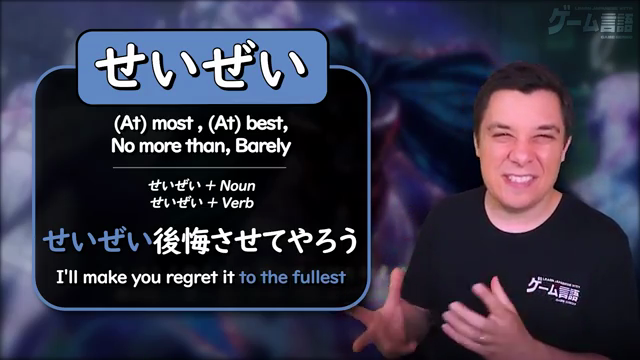 せいぜい
(At) most , (At) best,
No more than, Barely
せいぜい + Noun
せいぜい + Verb
せいぜい後悔させてやろう
I'll make you regret it to the fullest
ゲーム言語
ゲーム言語